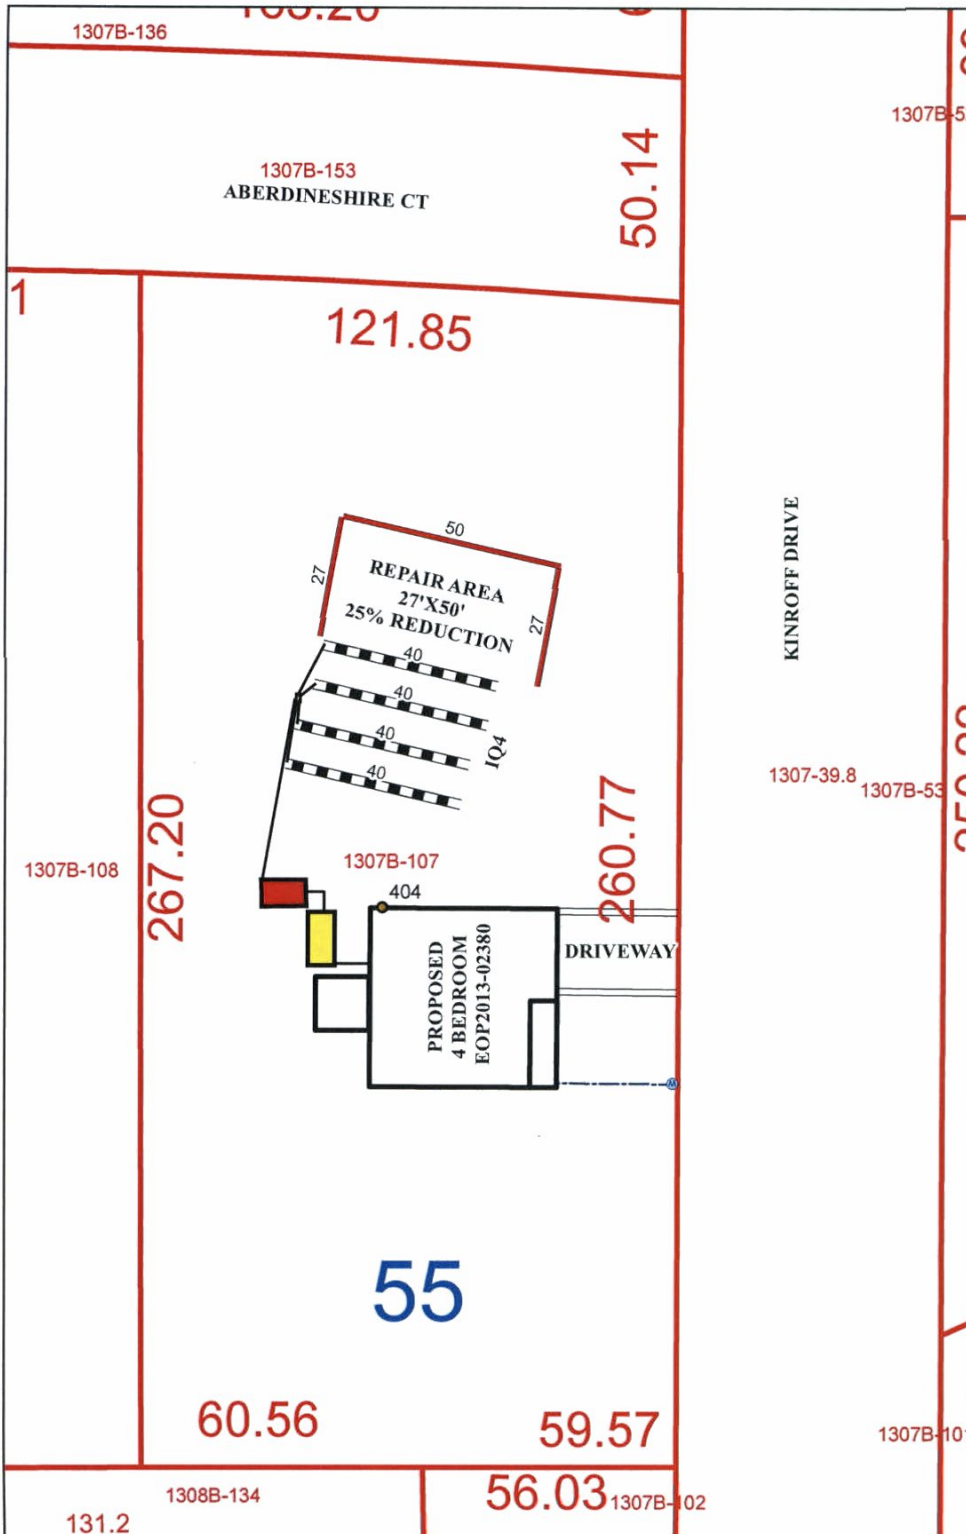 1307B-136
1307B-153
ABERDINESHIRE CT
50.14
1
121.85
50
27
REPAIR AREA
27'X50'
25% REDUCTION
27
40
40
40
40
IQ4
KINROFF DRIVE
1307-39.8
1307B-53
267.20
260.77
1307B-108
1307B-107
404
PROPOSED
4 BEDROOM
EOP2013-02380
DRIVEWAY
M
55
60.56
59.57
1308B-134
56.03
1307B-102
131.2